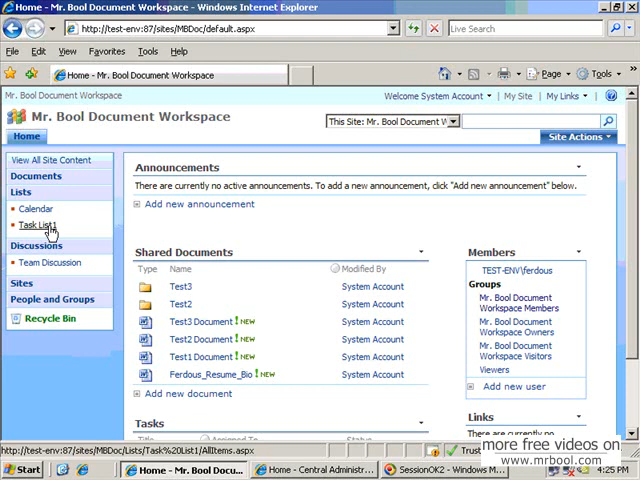 Home - Mr. Bool Document Workspace - Windows Internet Explorer
http://test-env:87/sites/MBDoc/default.aspx
Live Search
File Edit View Favorites Tools Help
Home - Mr. Bool Document Workspace
Page Tools
Mr. Bool Document Workspace
Welcome System Account My Site My Links
Mr. Bool Document Workspace
This Site: Mr. Bool Document W
Home
Site Actions
View All Site Content
Documents
Lists
Calendar
Task List1
Discussions
Team Discussion
Sites
People and Groups
Recycle Bin
Announcements
There are currently no active announcements. To add a new announcement, click "Add new announcement" below.
Add new announcement
Shared Documents
Type Name Modified By
Test3 System Account
Test2 System Account
Test3 Document ! NEW System Account
Test2 Document ! NEW System Account
Test1 Document ! NEW System Account
Ferdous_Resume_Bio ! NEW System Account
Add new document
Tasks
Title Assigned To
Members
TEST-ENV\ferdous
Groups
Mr. Bool Document
Workspace Members
Mr. Bool Document
Workspace Owners
Mr. Bool Document
Workspace Visitors
Viewers
Add new user
Links
There are currently no
http://test-env:87/sites/MBDoc/Lists/Task%20List1/AllItems.aspx
Trust
more free videos on
www.mrbool.com
Start
Home - Mr. Bool Docu...
Home - Central Administr...
SessionOK2 - Windows M...
4:25 PM